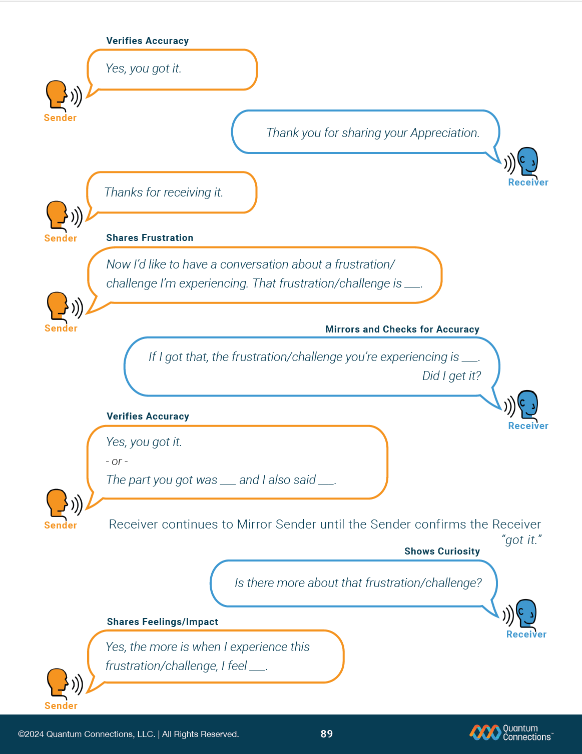 Verifies Accuracy
Yes, you got it.
Sender
Thank you for sharing your Appreciation.
Receiver
Thanks for receiving it.
Sender
Shares Frustration
Now I'd like to have a conversation about a frustration/
challenge I'm experiencing. That frustration/challenge is ___.
Sender
Mirrors and Checks for Accuracy
If I got that, the frustration/challenge you're experiencing is ___.
Did I get it?
Receiver
Verifies Accuracy
Yes, you got it.
- or -
The part you got was ___ and I also said ___.
Sender
Receiver continues to Mirror Sender until the Sender confirms the Receiver
"got it."
Shows Curiosity
Is there more about that frustration/challenge?
Receiver
Shares Feelings/Impact
Yes, the more is when I experience this
frustration/challenge, I feel ___.
Sender
©2024 Quantum Connections, LLC. | All Rights Reserved.
89
Quantum
Connections™